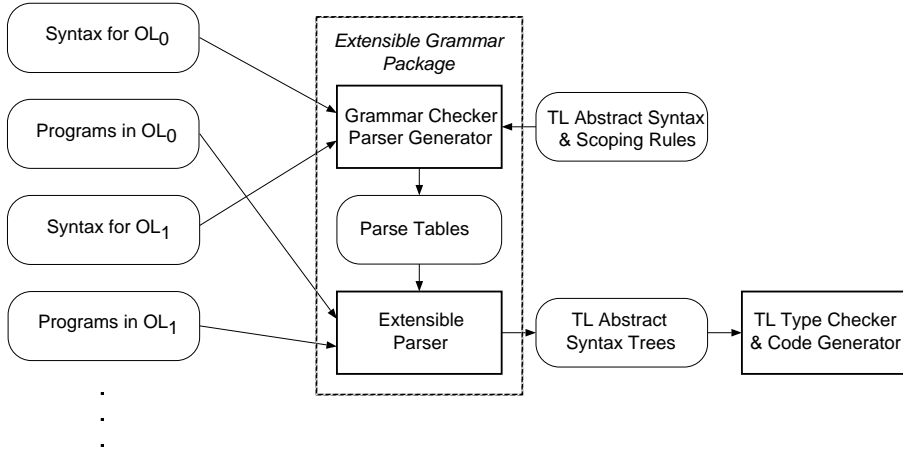 Syntax for OL0
Programs in OL0
Syntax for OL1
Programs in OL1
.
.
.
Extensible Grammar
Package
Grammar Checker
Parser Generator
Parse Tables
Extensible
Parser
TL Abstract Syntax
& Scoping Rules
TL Abstract
Syntax Trees
TL Type Checker
& Code Generator